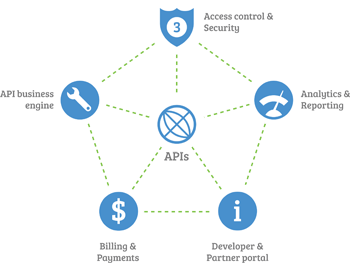 3
Access control &
Security
API business
engine
Analytics &
Reporting
APIs
$
i
Billing &
Payments
Developer &
Partner portal